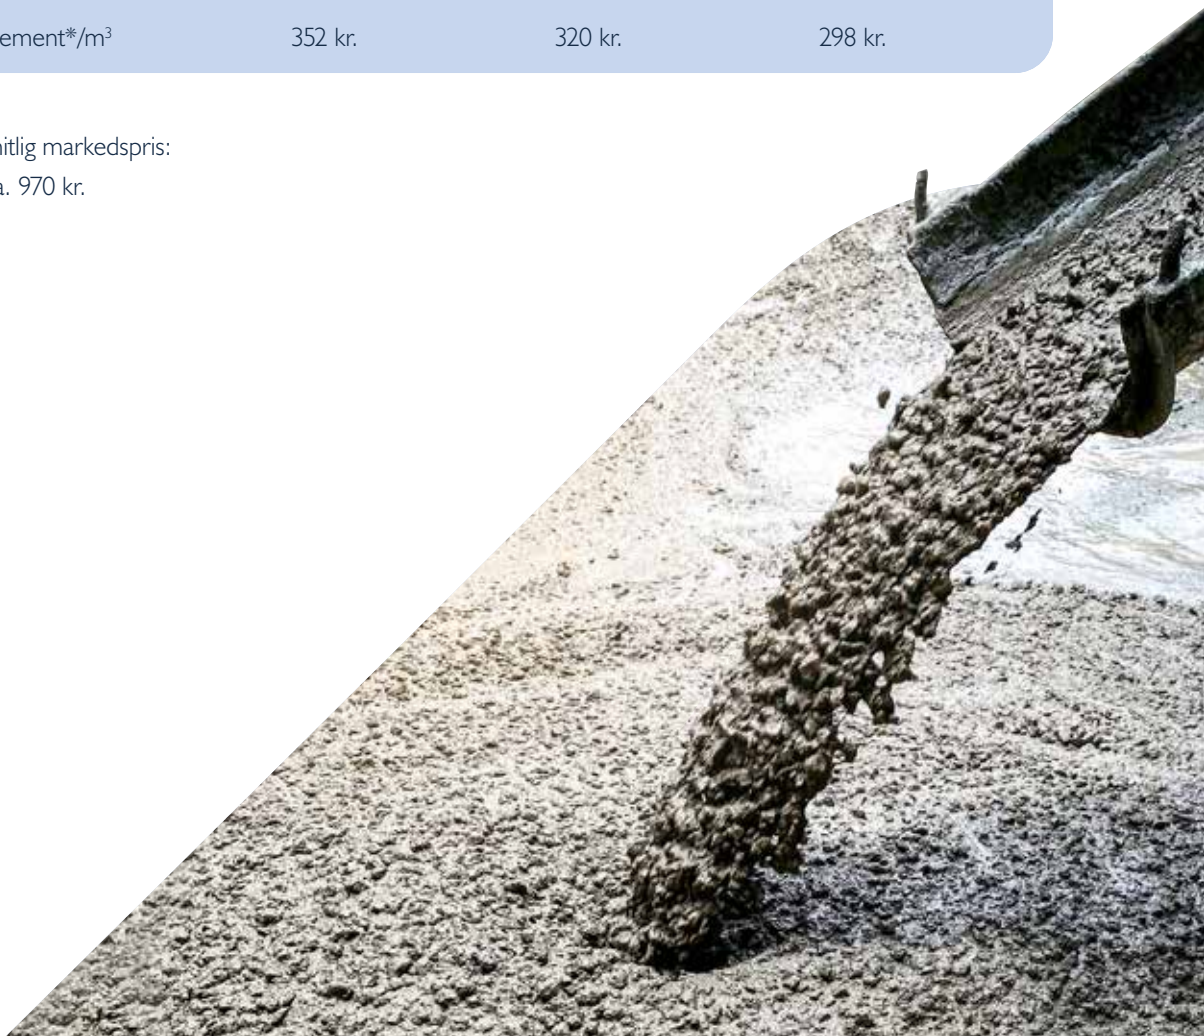 ement*/m³ 352 kr. 320 kr. 298 kr.
itlig markedspris:
a. 970 kr.